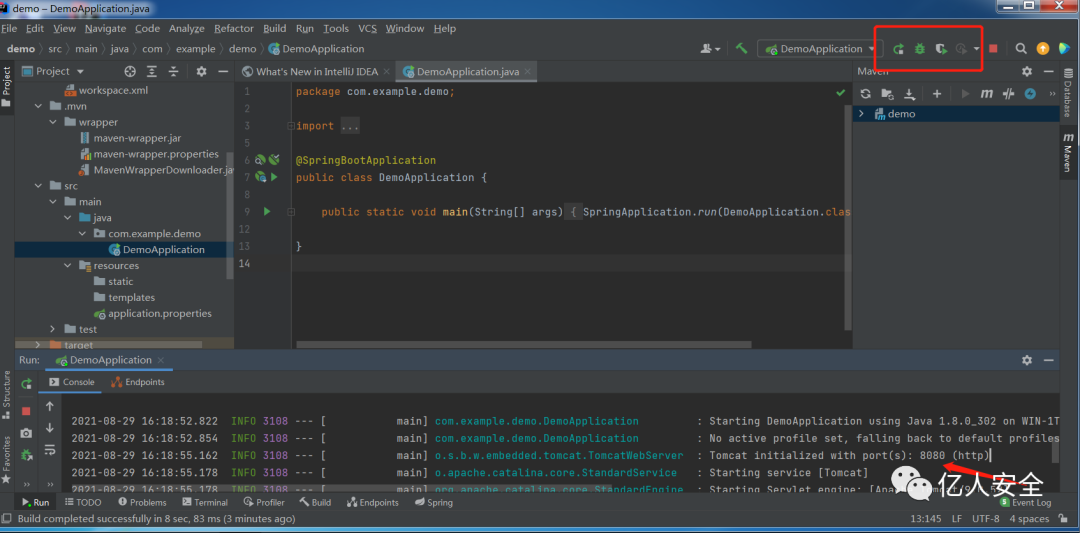 demo – DemoApplication.java
File Edit View Navigate Code Analyze Refactor Build Run Tools VCS Window Help
demo > src > main > java > com > example > demo > DemoApplication
DemoApplication
Project
What's New in IntelliJ IDEA
DemoApplication.java
Maven
Project
workspace.xml
.mvn
wrapper
maven-wrapper.jar
maven-wrapper.properties
MavenWrapperDownloader.ja
src
main
java
com.example.demo
DemoApplication
resources
static
templates
application.properties
test
target
1 package com.example.demo;
2
3 import ...
5
6 @SpringBootApplication
7 public class DemoApplication {
8
9 public static void main(String[] args) { SpringApplication.run(DemoApplication.clas
12
13 }
14
demo
Database
m Maven
Run: DemoApplication
Console Endpoints
2021-08-29 16:18:52.822 INFO 3108 --- [ main] com.example.demo.DemoApplication : Starting DemoApplication using Java 1.8.0_302 on WIN-1T
2021-08-29 16:18:52.854 INFO 3108 --- [ main] com.example.demo.DemoApplication : No active profile set, falling back to default profiles
2021-08-29 16:18:55.162 INFO 3108 --- [ main] o.s.b.w.embedded.tomcat.TomcatWebServer : Tomcat initialized with port(s): 8080 (http)
2021-08-29 16:18:55.178 INFO 3108 --- [ main] o.apache.catalina.core.StandardService : Starting service [Tomcat]
2021-08-29 16:18:55.178 INFO 3108 --- [ main] org.apache.catalina.core.StandardEngine : Starting Servlet engine: [Apa
亿人安全
Structure
Favorites
Run TODO Problems Terminal Profiler Build Endpoints Spring
Event Log
Build completed successfully in 8 sec, 83 ms (3 minutes ago)
13:145 LF UTF-8 4 spaces